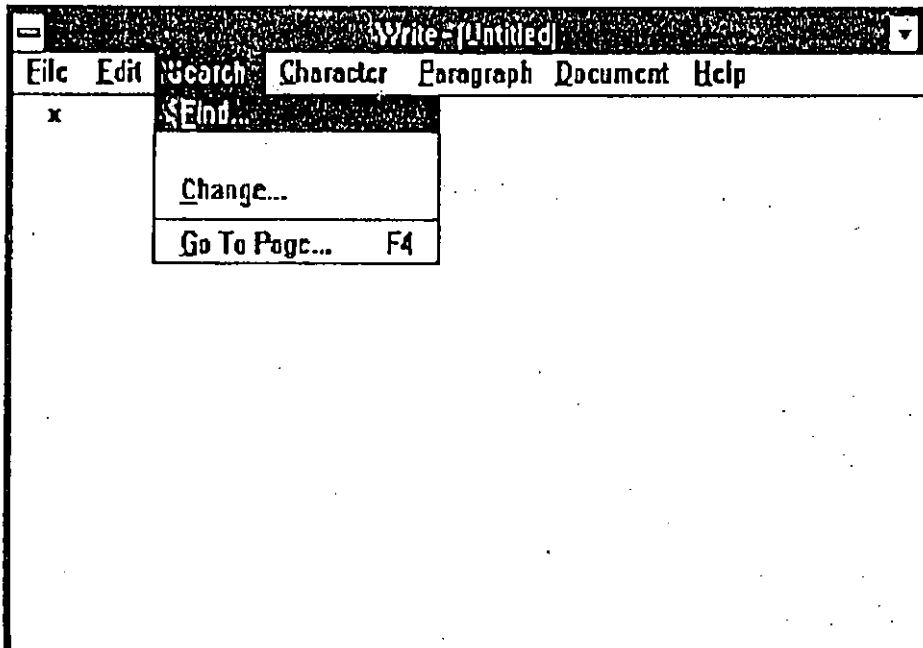 Write - [Untitled]
File Edit Search Character Paragraph Document Help
x
Find...
Change...
Go To Page... F4